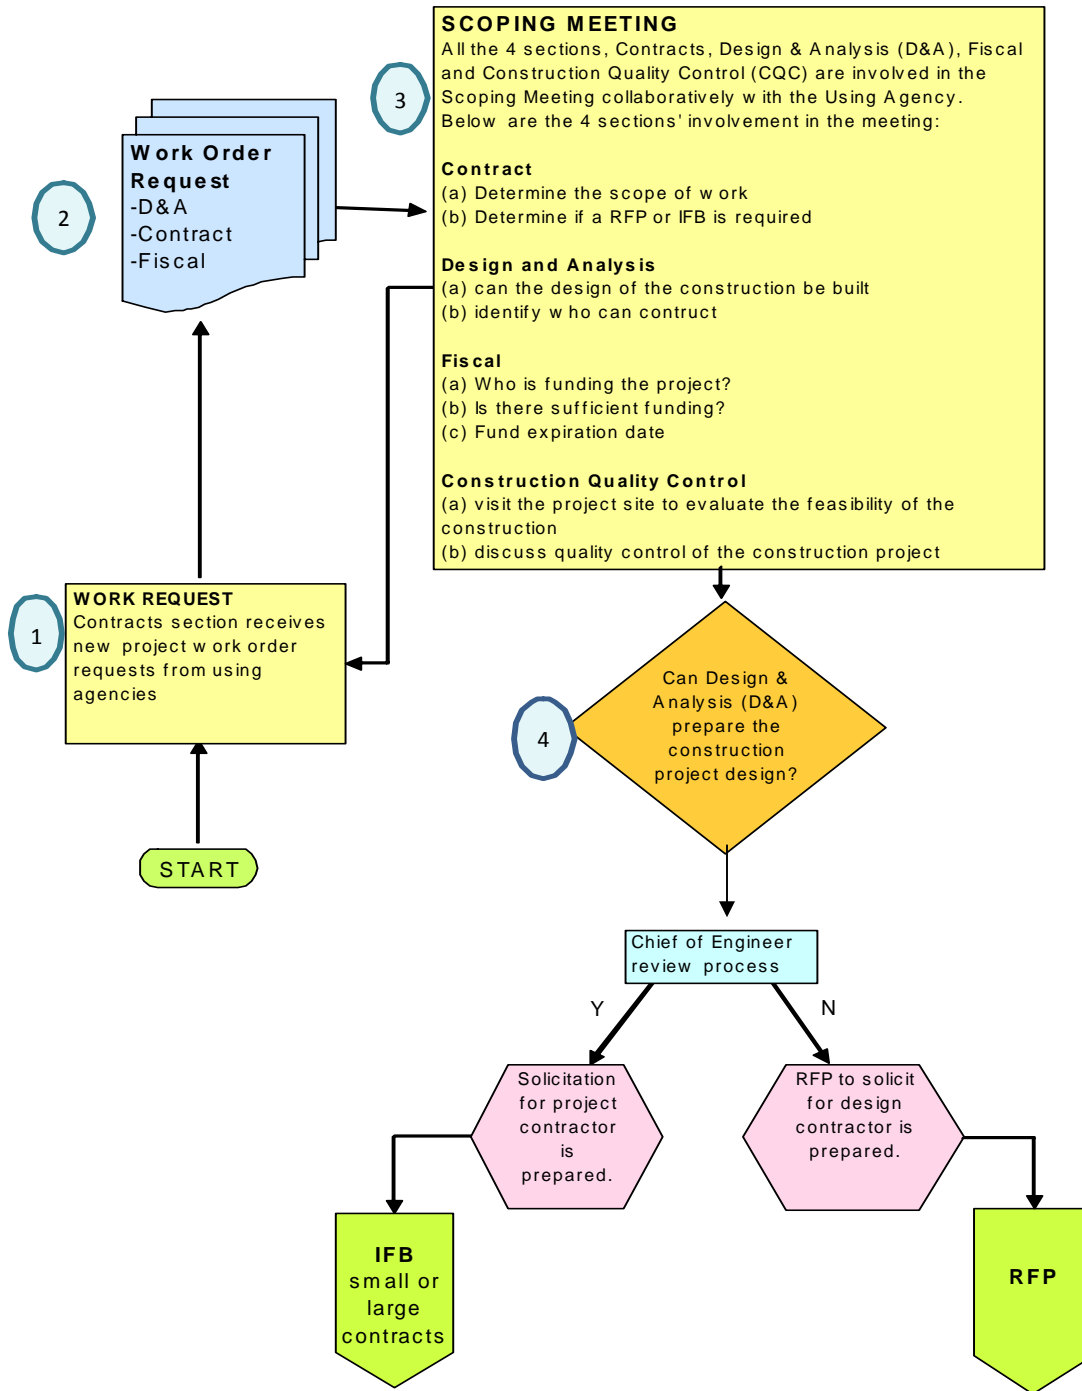 SCOPING MEETING
All the 4 sections, Contracts, Design & Analysis (D&A), Fiscal
and Construction Quality Control (CQC) are involved in the
Scoping Meeting collaboratively with the Using Agency.
Below are the 4 sections' involvement in the meeting:
Contract
(a) Determine the scope of work
(b) Determine if a RFP or IFB is required
Design and Analysis
(a) can the design of the construction be built
(b) identify who can contruct
Fiscal
(a) Who is funding the project?
(b) Is there sufficient funding?
(c) Fund expiration date
Construction Quality Control
(a) visit the project site to evaluate the feasibility of the
construction
(b) discuss quality control of the construction project
3
Work Order
Request
-D&A
-Contract
-Fiscal
2
WORK REQUEST
Contracts section receives
new project work order
requests from using
agencies
1
START
Can Design &
Analysis (D&A)
prepare the
construction
project design?
4
Chief of Engineer
review process
Y
N
Solicitation
for project
contractor
is
prepared.
RFP to solicit
for design
contractor is
prepared.
IFB
small or
large
contracts
RFP